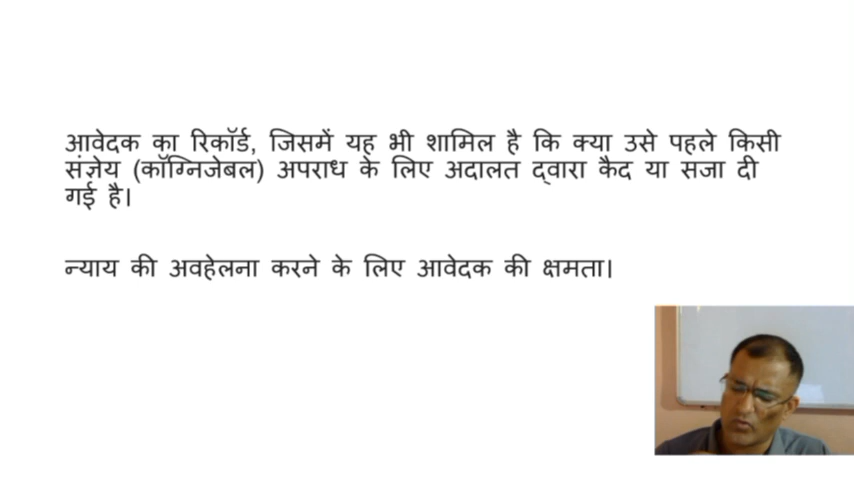 आवेदक का रिकॉर्ड, जिसमें यह भी शामिल है कि क्या उसे पहले किसी
संज्ञेय (कॉग्निजेबल) अपराध के लिए अदालत द्वारा कैद या सजा दी
गई है।
न्याय की अवहेलना करने के लिए आवेदक की क्षमता।